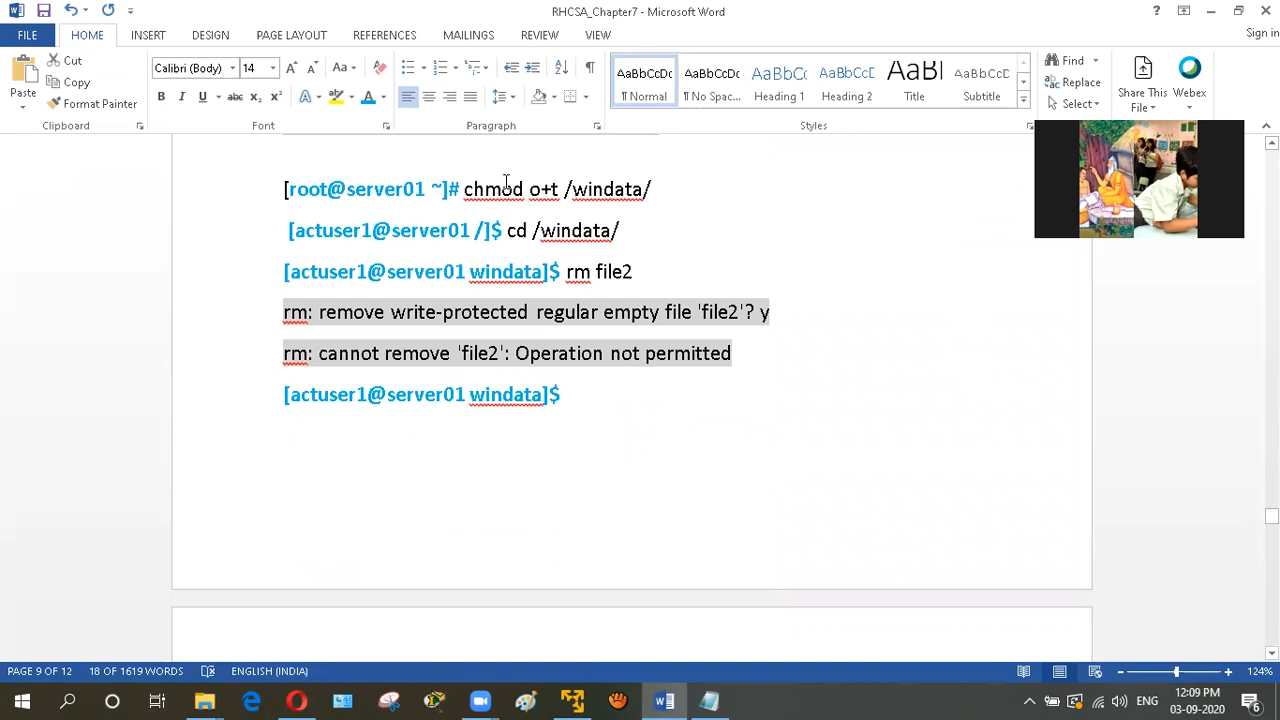 RHCSA_Chapter7 - Microsoft Word
FILE HOME INSERT DESIGN PAGE LAYOUT REFERENCES MAILINGS REVIEW VIEW Sign in
Paste
Cut
Copy
Format Painter
Clipboard
Calibri (Body) 14
Font
Paragraph
AaBbCcDc AaBbCcDc AaBbCc AaBbCcD AaBl AaBbCcD
¶ Normal ¶ No Spac... Heading 1 Heading 2 Title Subtitle
Styles
Find
Replace
Select
Share This File
Webex
[root@server01 ~]# chmod o+t /windata/
[actuser1@server01 /]$ cd /windata/
[actuser1@server01 windata]$ rm file2
rm: remove write-protected regular empty file 'file2'? y
rm: cannot remove 'file2': Operation not permitted
[actuser1@server01 windata]$
PAGE 9 OF 12 18 OF 1619 WORDS ENGLISH (INDIA) 124%
ENG
12:09 PM
03-09-2020
6